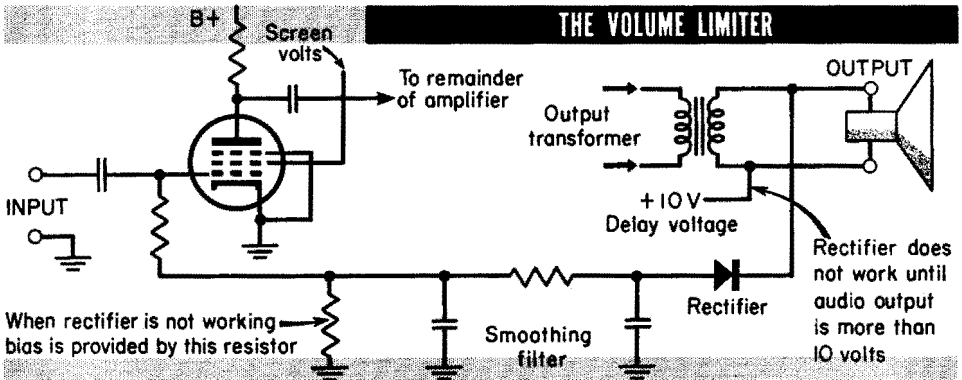 THE VOLUME LIMITER
B+
Screen
volts
To remainder
of amplifier
OUTPUT
Output
transformer
INPUT
+10V
Delay voltage
Rectifier does
not work until
audio output
is more than
10 volts
Rectifier
When rectifier is not working
bias is provided by this resistor
Smoothing
filter